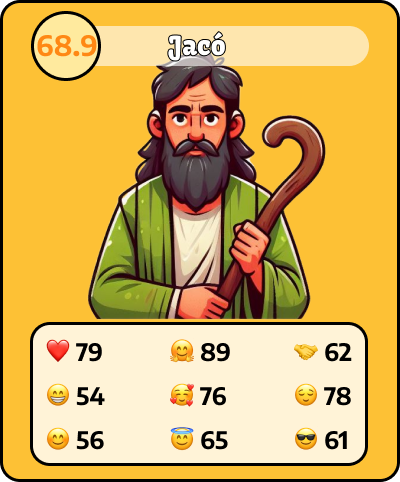 68.9 Jacó
❤️ 79 🤗 89 🤝 62
😁 54 🥰 76 😌 78
😊 56 😇 65 😎 61